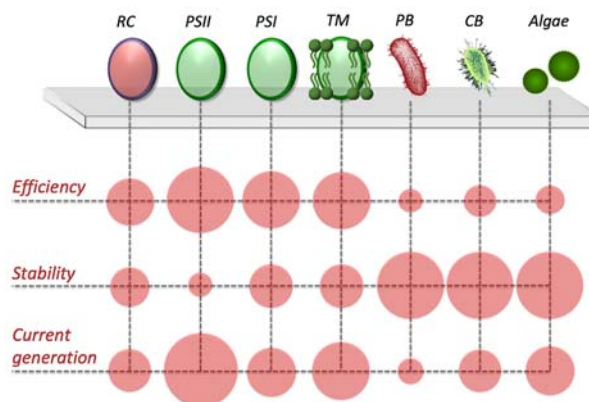 RC PSII PSI TM PB CB Algae
Efficiency
Stability
Current
generation